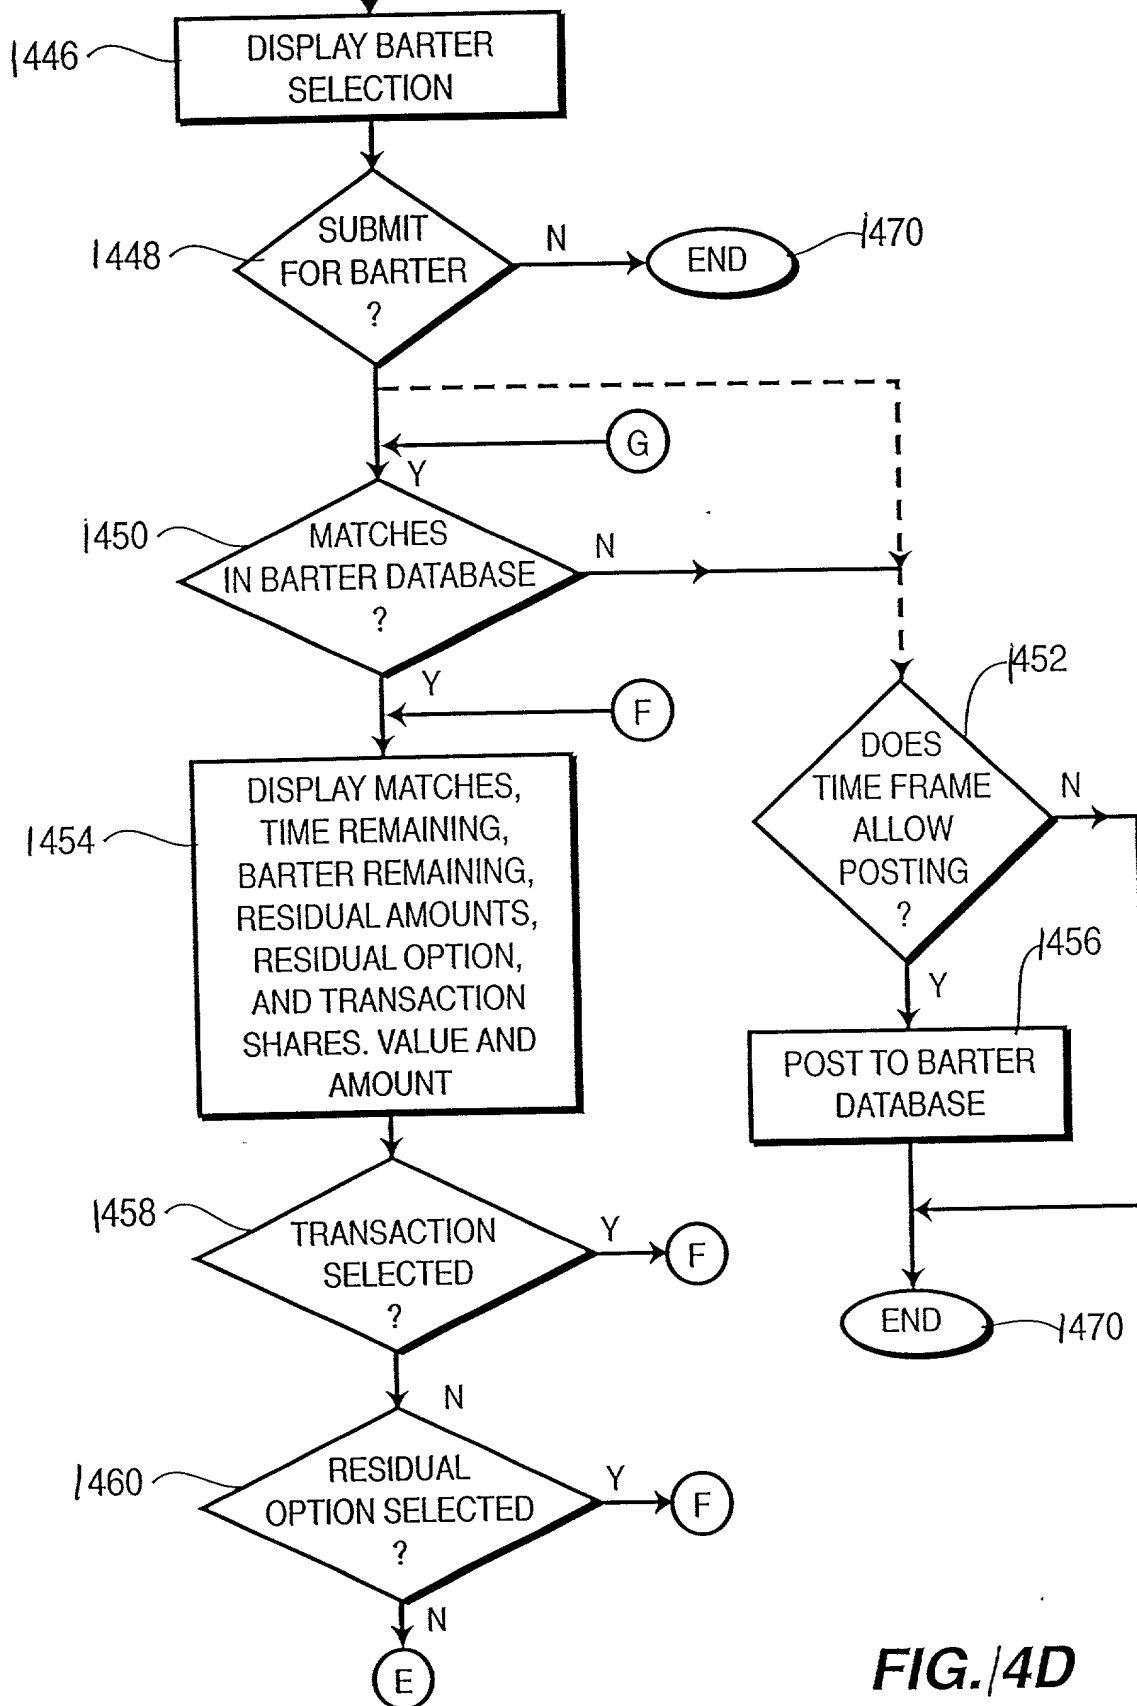 1446
DISPLAY BARTER
SELECTION
1448
SUBMIT
FOR BARTER
?
N
END
1470
G
Y
1450
MATCHES
IN BARTER DATABASE
?
N
Y
F
1452
DOES
TIME FRAME
ALLOW
POSTING
?
N
Y
1454
DISPLAY MATCHES,
TIME REMAINING,
BARTER REMAINING,
RESIDUAL AMOUNTS,
RESIDUAL OPTION,
AND TRANSACTION
SHARES. VALUE AND
AMOUNT
1456
POST TO BARTER
DATABASE
1458
TRANSACTION
SELECTED
?
Y
F
N
END
1470
1460
RESIDUAL
OPTION SELECTED
?
Y
F
N
E
FIG. 14D